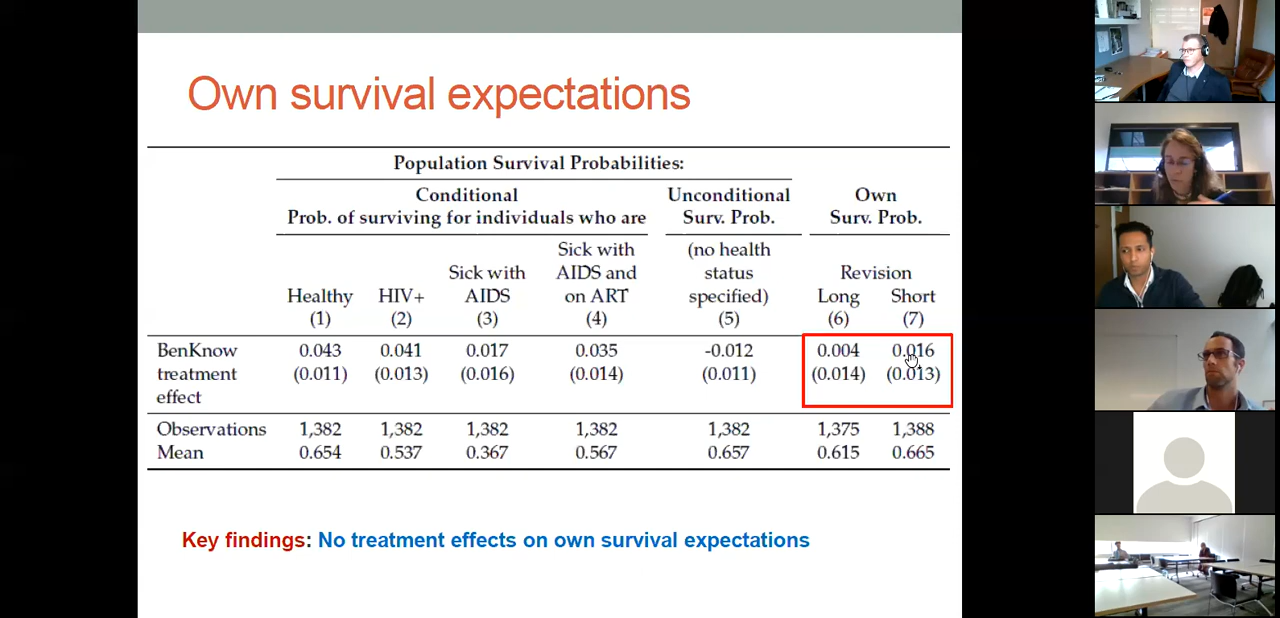 Own survival expectations
Population Survival Probabilities:
Conditional Unconditional Own
Prob. of surviving for individuals who are Surv. Prob. Surv. Prob.
Sick with (no health
Sick with AIDS and status Revision
Healthy HIV+ AIDS on ART specified) Long Short
(1) (2) (3) (4) (5) (6) (7)
BenKnow 0.043 0.041 0.017 0.035 -0.012 0.004 0.016
treatment (0.011) (0.013) (0.016) (0.014) (0.011) (0.014) (0.013)
effect
Observations 1,382 1,382 1,382 1,382 1,382 1,375 1,388
Mean 0.654 0.537 0.367 0.567 0.657 0.615 0.665
Key findings: No treatment effects on own survival expectations